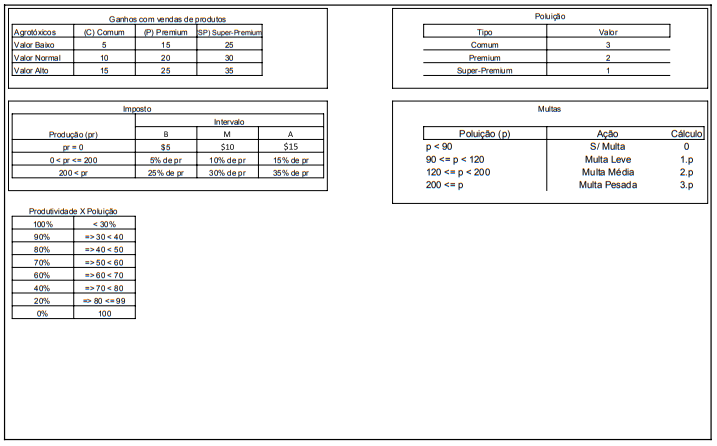 Ganhos com vendas de produtos
Agrotóxicos (C) Comum (P) Premium (SP) Super-Premium
Valor Baixo 5 15 25
Valor Normal 10 20 30
Valor Alto 15 25 35
Poluição
Tipo Valor
Comum 3
Premium 2
Super-Premium 1
Imposto
Intervalo
Produção (pr) B M A
pr = 0 $5 $10 $15
0 < pr <= 200 5% de pr 10% de pr 15% de pr
200 < pr 25% de pr 30% de pr 35% de pr
Multas
Poluição (p) Ação Cálculo
p < 90 S/ Multa 0
90 <= p < 120 Multa Leve 1.p
120 <= p < 200 Multa Média 2.p
200 <= p Multa Pesada 3.p
Produtividade X Poluição
100% < 30%
90% => 30 < 40
80% => 40 < 50
70% => 50 < 60
60% => 60 < 70
40% => 70 < 80
20% => 80 <= 99
0% 100